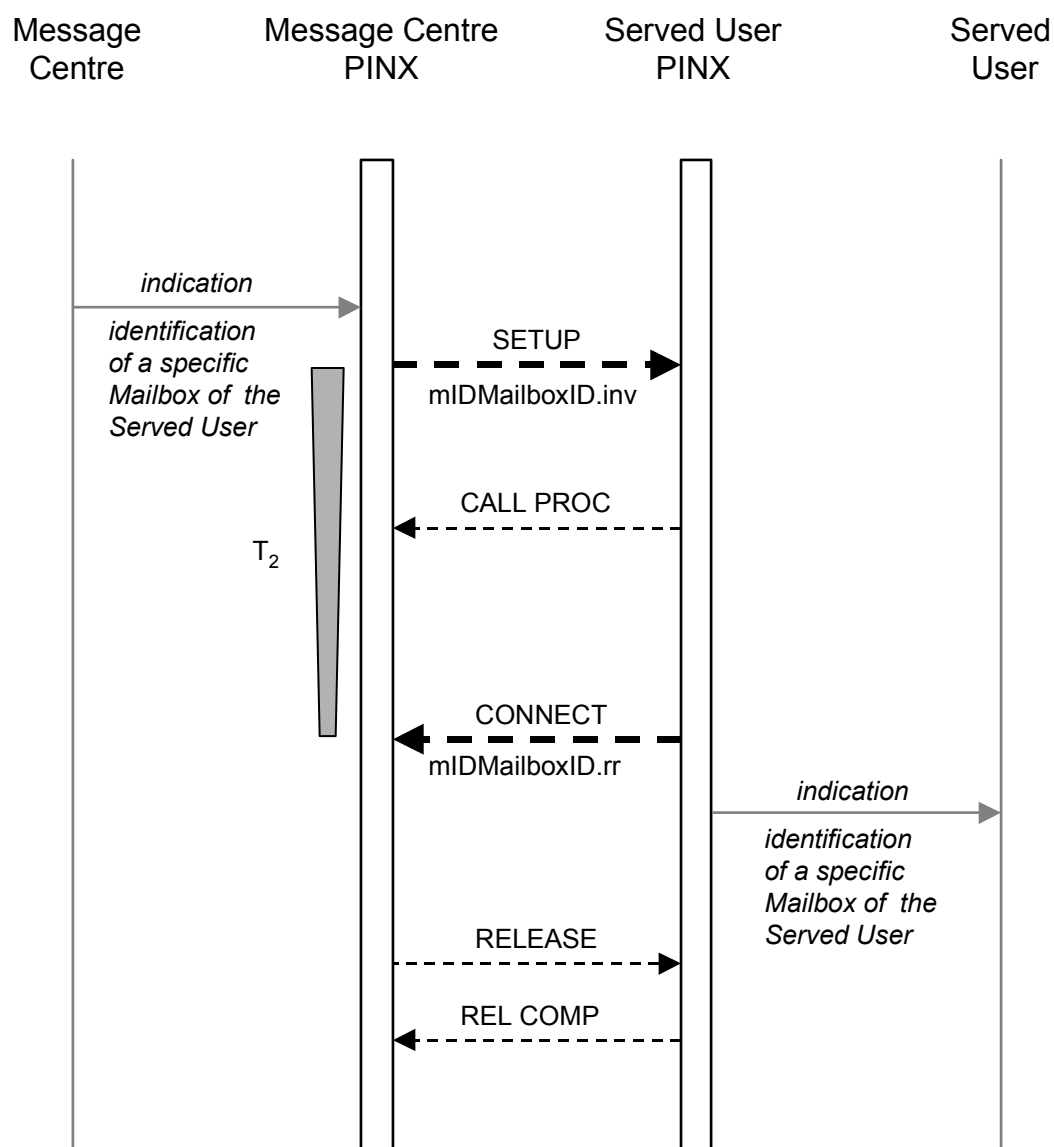 Message
Centre
Message Centre
PINX
Served User
PINX
Served
User
indication
identification
of a specific
Mailbox of the
Served User
SETUP
mIDMailboxID.inv
CALL PROC
T2
CONNECT
mIDMailboxID.rr
indication
identification
of a specific
Mailbox of the
Served User
RELEASE
REL COMP